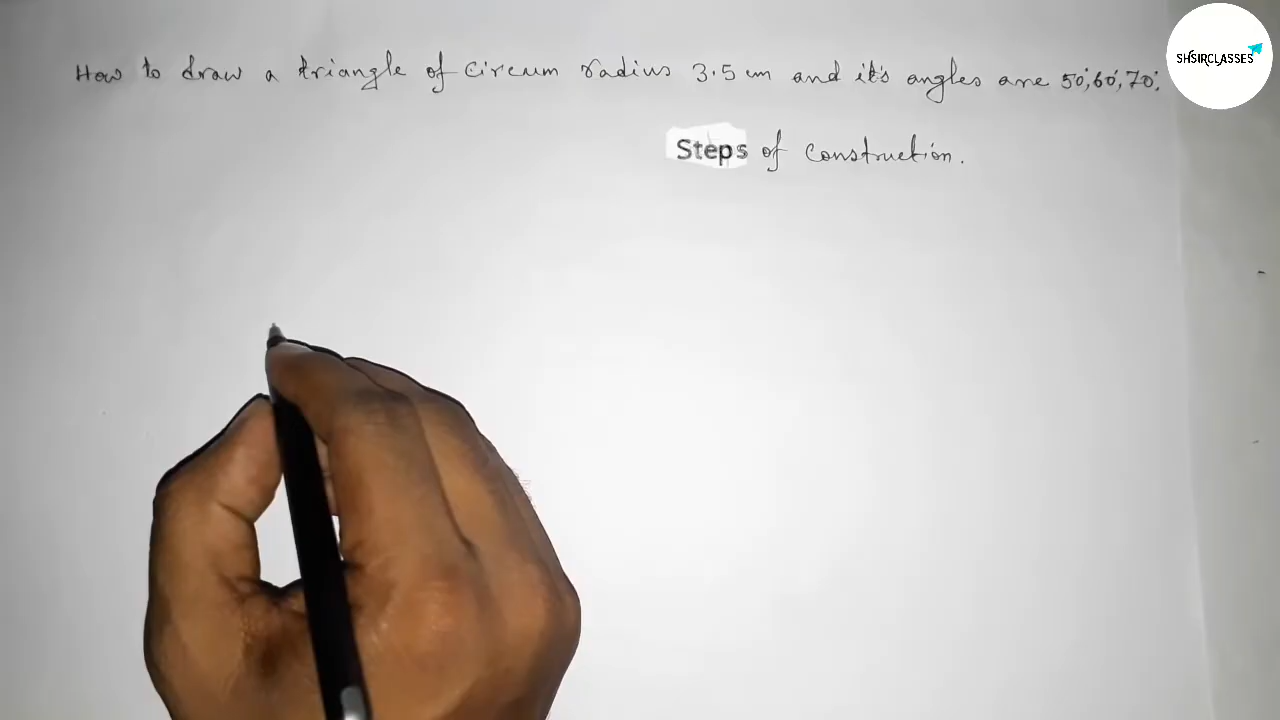 How to draw a triangle of circum radius 3.5 cm and it's angles are 50°, 60°, 70°.
Steps of construction.
SHSIRCLASSES